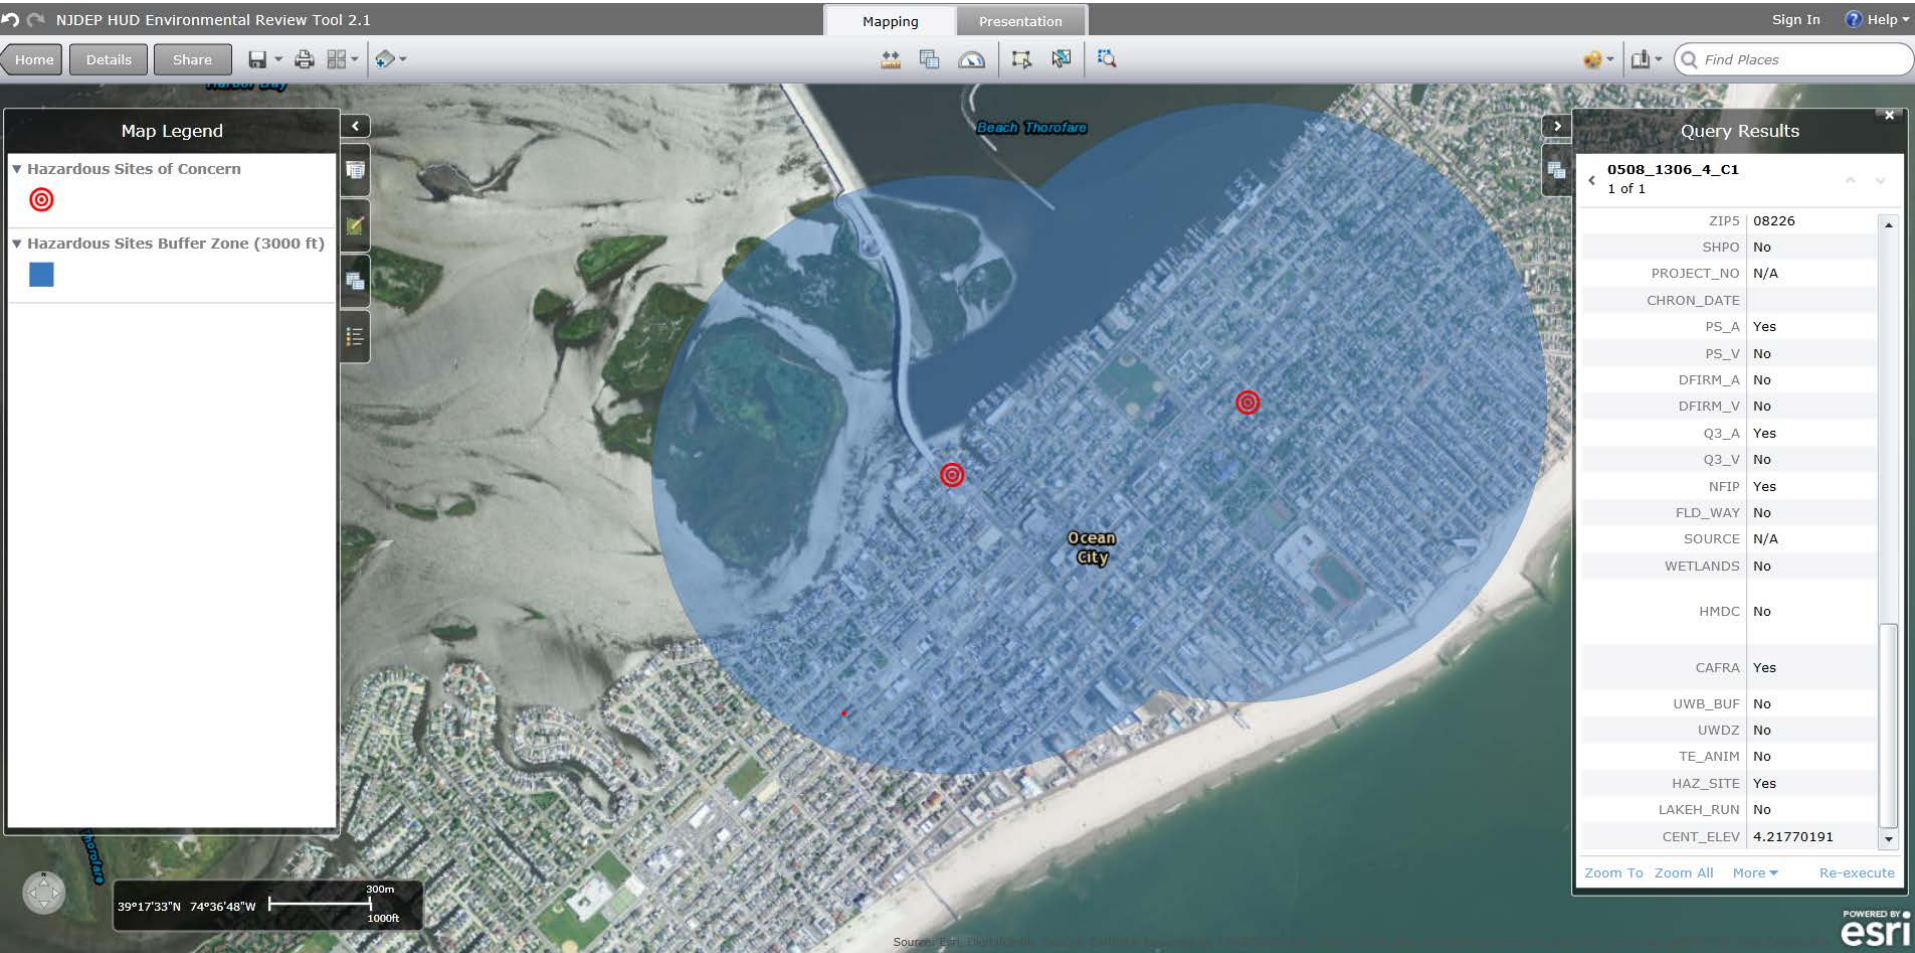 NJDEP HUD Environmental Review Tool 2.1
Mapping
Presentation
Sign In
Help
Home
Details
Share
Find Places
Harbor Bay
Beach Thorofare
Map Legend
Hazardous Sites of Concern
Hazardous Sites Buffer Zone (3000 ft)
Ocean
City
Thorofare
N
39°17'33"N 74°36'48"W
300m
1000ft
Query Results
0508_1306_4_C1
1 of 1
ZIP5 08226
SHPO No
PROJECT_NO N/A
CHRON_DATE
PS_A Yes
PS_V No
DFIRM_A No
DFIRM_V No
Q3_A Yes
Q3_V No
NFIP Yes
FLD_WAY No
SOURCE N/A
WETLANDS No
HMDC No
CAFRA Yes
UWB_BUF No
UWDZ No
TE_ANIM No
HAZ_SITE Yes
LAKEH_RUN No
CENT_ELEV 4.21770191
Zoom To Zoom All More Re-execute
POWERED BY
esri
Source: Esri,